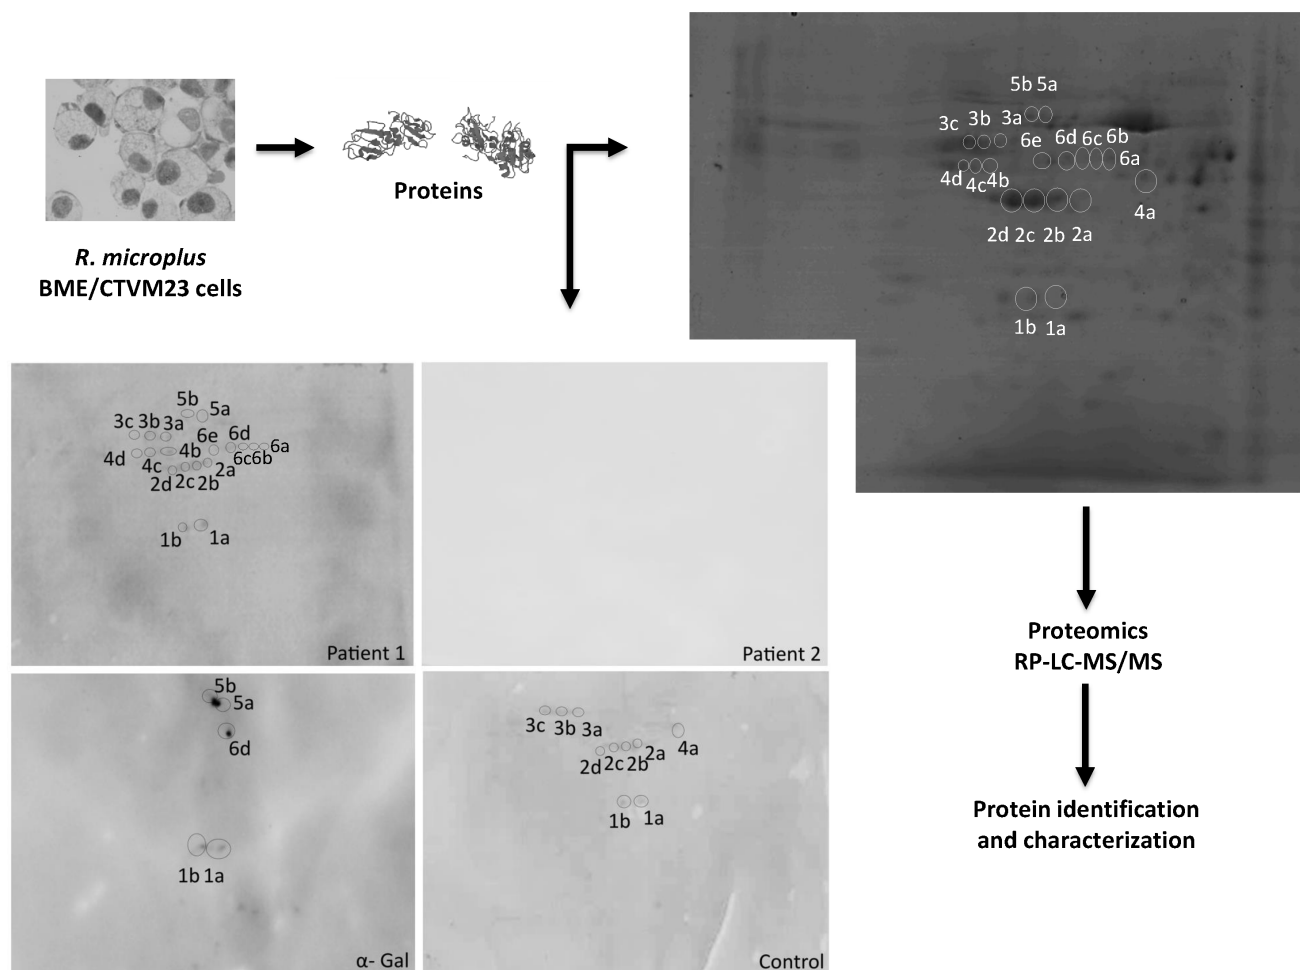 R. microplus
BME/CTVM23 cells
Proteins
5b 5a
3c 3b 3a
6e 6d 6c 6b
6a
4d 4c 4b
4a
2d 2c 2b 2a
1b 1a
5b 5a
3c 3b 3a
6e 6d
4d 4c 4b
6c 6b 6a
2d 2c 2b 2a
1b 1a
Patient 1
Patient 2
5b
5a
6d
1b 1a
α- Gal
3c 3b 3a
4a
2d 2c 2b 2a
1b 1a
Control
Proteomics
RP-LC-MS/MS
Protein identification
and characterization